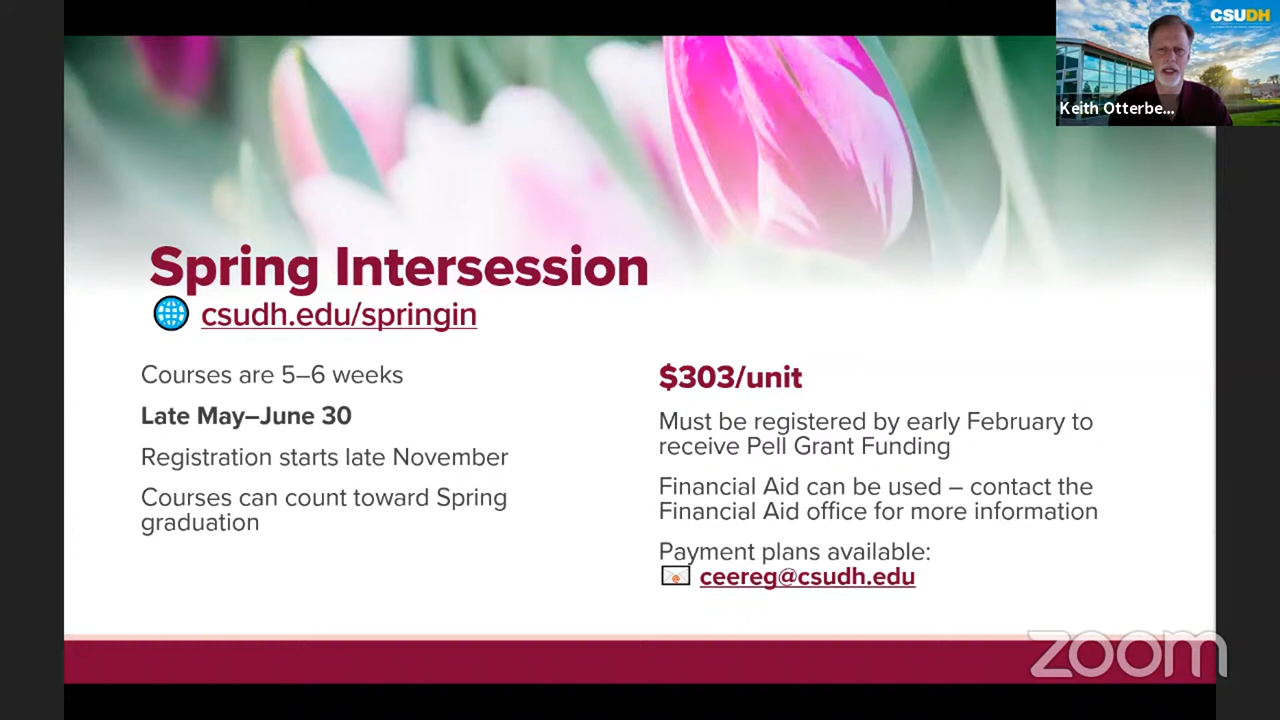 CSUDH
Keith Otterbe...
Spring Intersession
csudh.edu/springin
Courses are 5–6 weeks
Late May–June 30
Registration starts late November
Courses can count toward Spring
graduation
$303/unit
Must be registered by early February to
receive Pell Grant Funding
Financial Aid can be used – contact the
Financial Aid office for more information
Payment plans available:
ceereg@csudh.edu
zoom